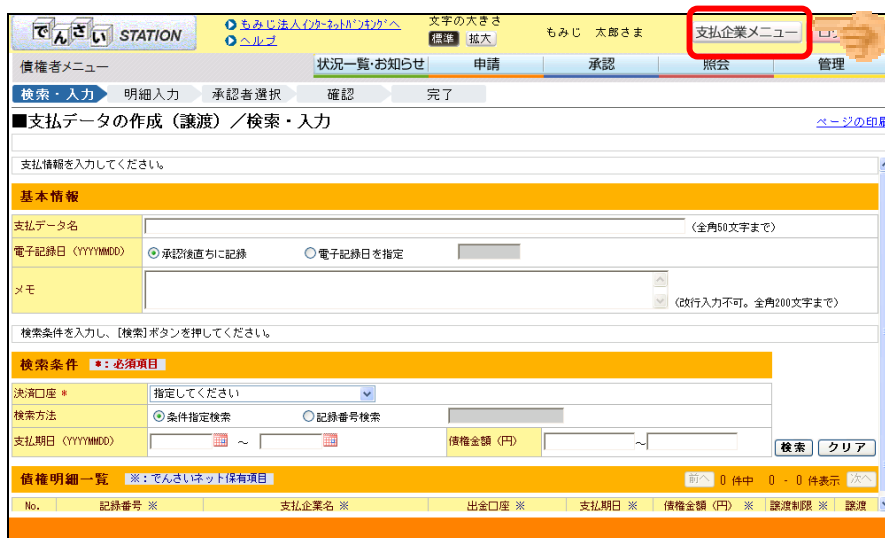 でんさい STATION
もみじ法人インターネットバンキングへ
ヘルプ
文字の大きさ
標準 拡大
もみじ 太郎さま
支払企業メニュー
債権者メニュー
状況一覧・お知らせ 申請 承認 照会 管理
検索・入力 明細入力 承認者選択 確認 完了
■支払データの作成（譲渡）／検索・入力
ページの印刷
支払情報を入力してください。
基本情報
支払データ名 (全角50文字まで)
電子記録日 (YYYYMMDD) 承認後直ちに記録 電子記録日を指定
メモ (改行入力不可。全角200文字まで)
検索条件を入力し、[検索]ボタンを押してください。
検索条件 *：必須項目
決済口座 * 指定してください
検索方法 条件指定検索 記録番号検索
支払期日 (YYYYMMDD) ～ 債権金額 (円) ～
検索 クリア
債権明細一覧 ※：でんさいネット保有項目 前へ 0 件中 0 - 0 件表示 次へ
No. 記録番号 ※ 支払企業名 ※ 出金口座 ※ 支払期日 ※ 債権金額 (円) ※ 譲渡制限 ※ 譲渡